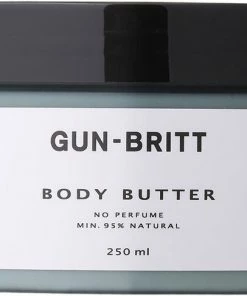 GUN-BRITT
BODY BUTTER
NO PERFUME
MIN. 95% NATURAL
250 ml